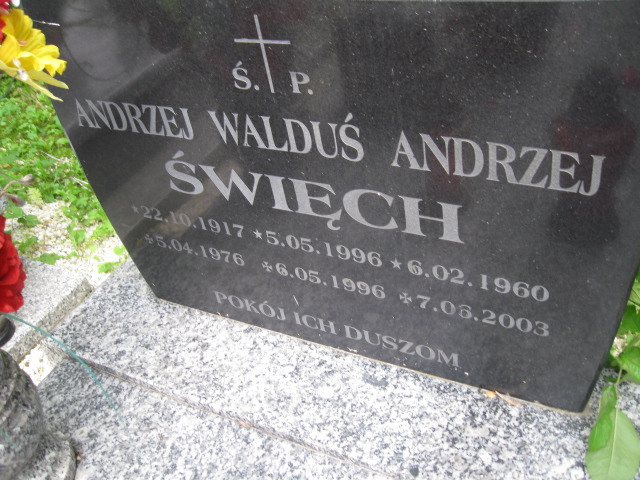 Ś. P.
ANDRZEJ WALDUŚ ANDRZEJ
ŚWIĘCH
*22.10.1917 *5.05.1996 *6.02.1960
+5.04.1976 +6.05.1996 +7.05.2003
POKÓJ ICH DUSZOM